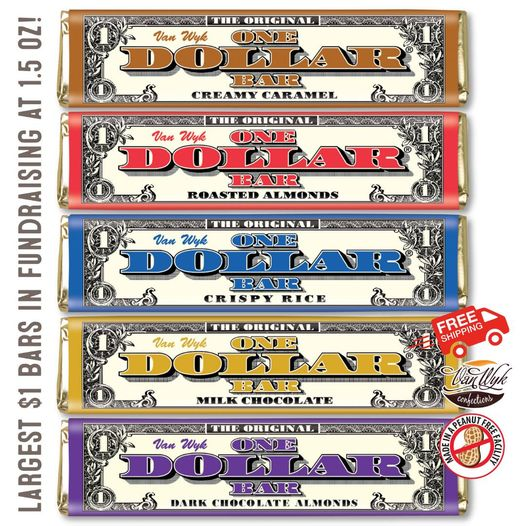 LARGEST $1 BARS IN FUNDRAISING AT 1.5 OZ!
THE ORIGINAL
1 1
Van Wyk ONE
DOLLAR
BAR
CREAMY CARAMEL
1 1
THE ORIGINAL
1 1
Van Wyk ONE
DOLLAR
BAR
ROASTED ALMONDS
1 1
THE ORIGINAL
1 1
Van Wyk ONE
DOLLAR
BAR
CRISPY RICE
1 1
THE ORIGINAL
1
Van Wyk ONE
DOLLAR
BAR
MILK CHOCOLATE
1
FREE
SHIPPING
Van Wyk
confections
THE ORIGINAL
1
Van Wyk ONE
DOLLAR
BAR
DARK CHOCOLATE ALMONDS
1 1
MADE IN A PEANUT FREE FACILITY